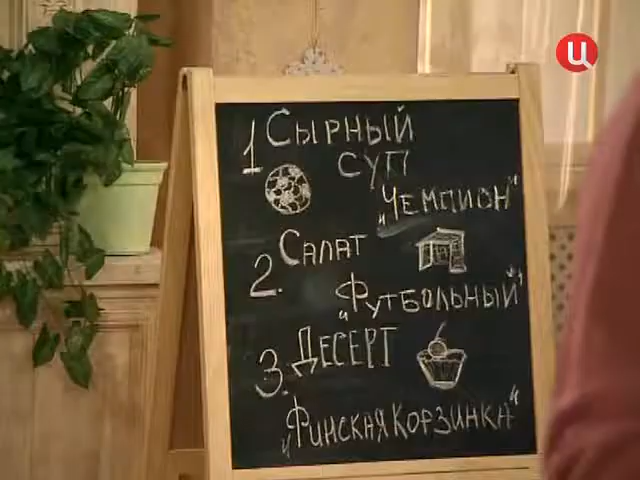 Ц
1 Сырный
суп
"Чемпион"
2. Салат
"Футбольный"
3. Десерт
"Финская корзинка"